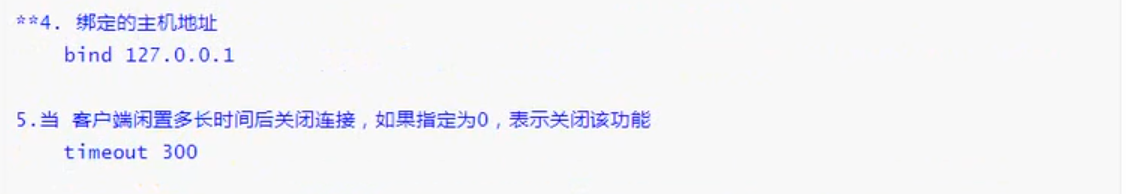 **4. 绑定的主机地址
bind 127.0.0.1
5.当 客户端闲置多长时间后关闭连接，如果指定为0，表示关闭该功能
timeout 300